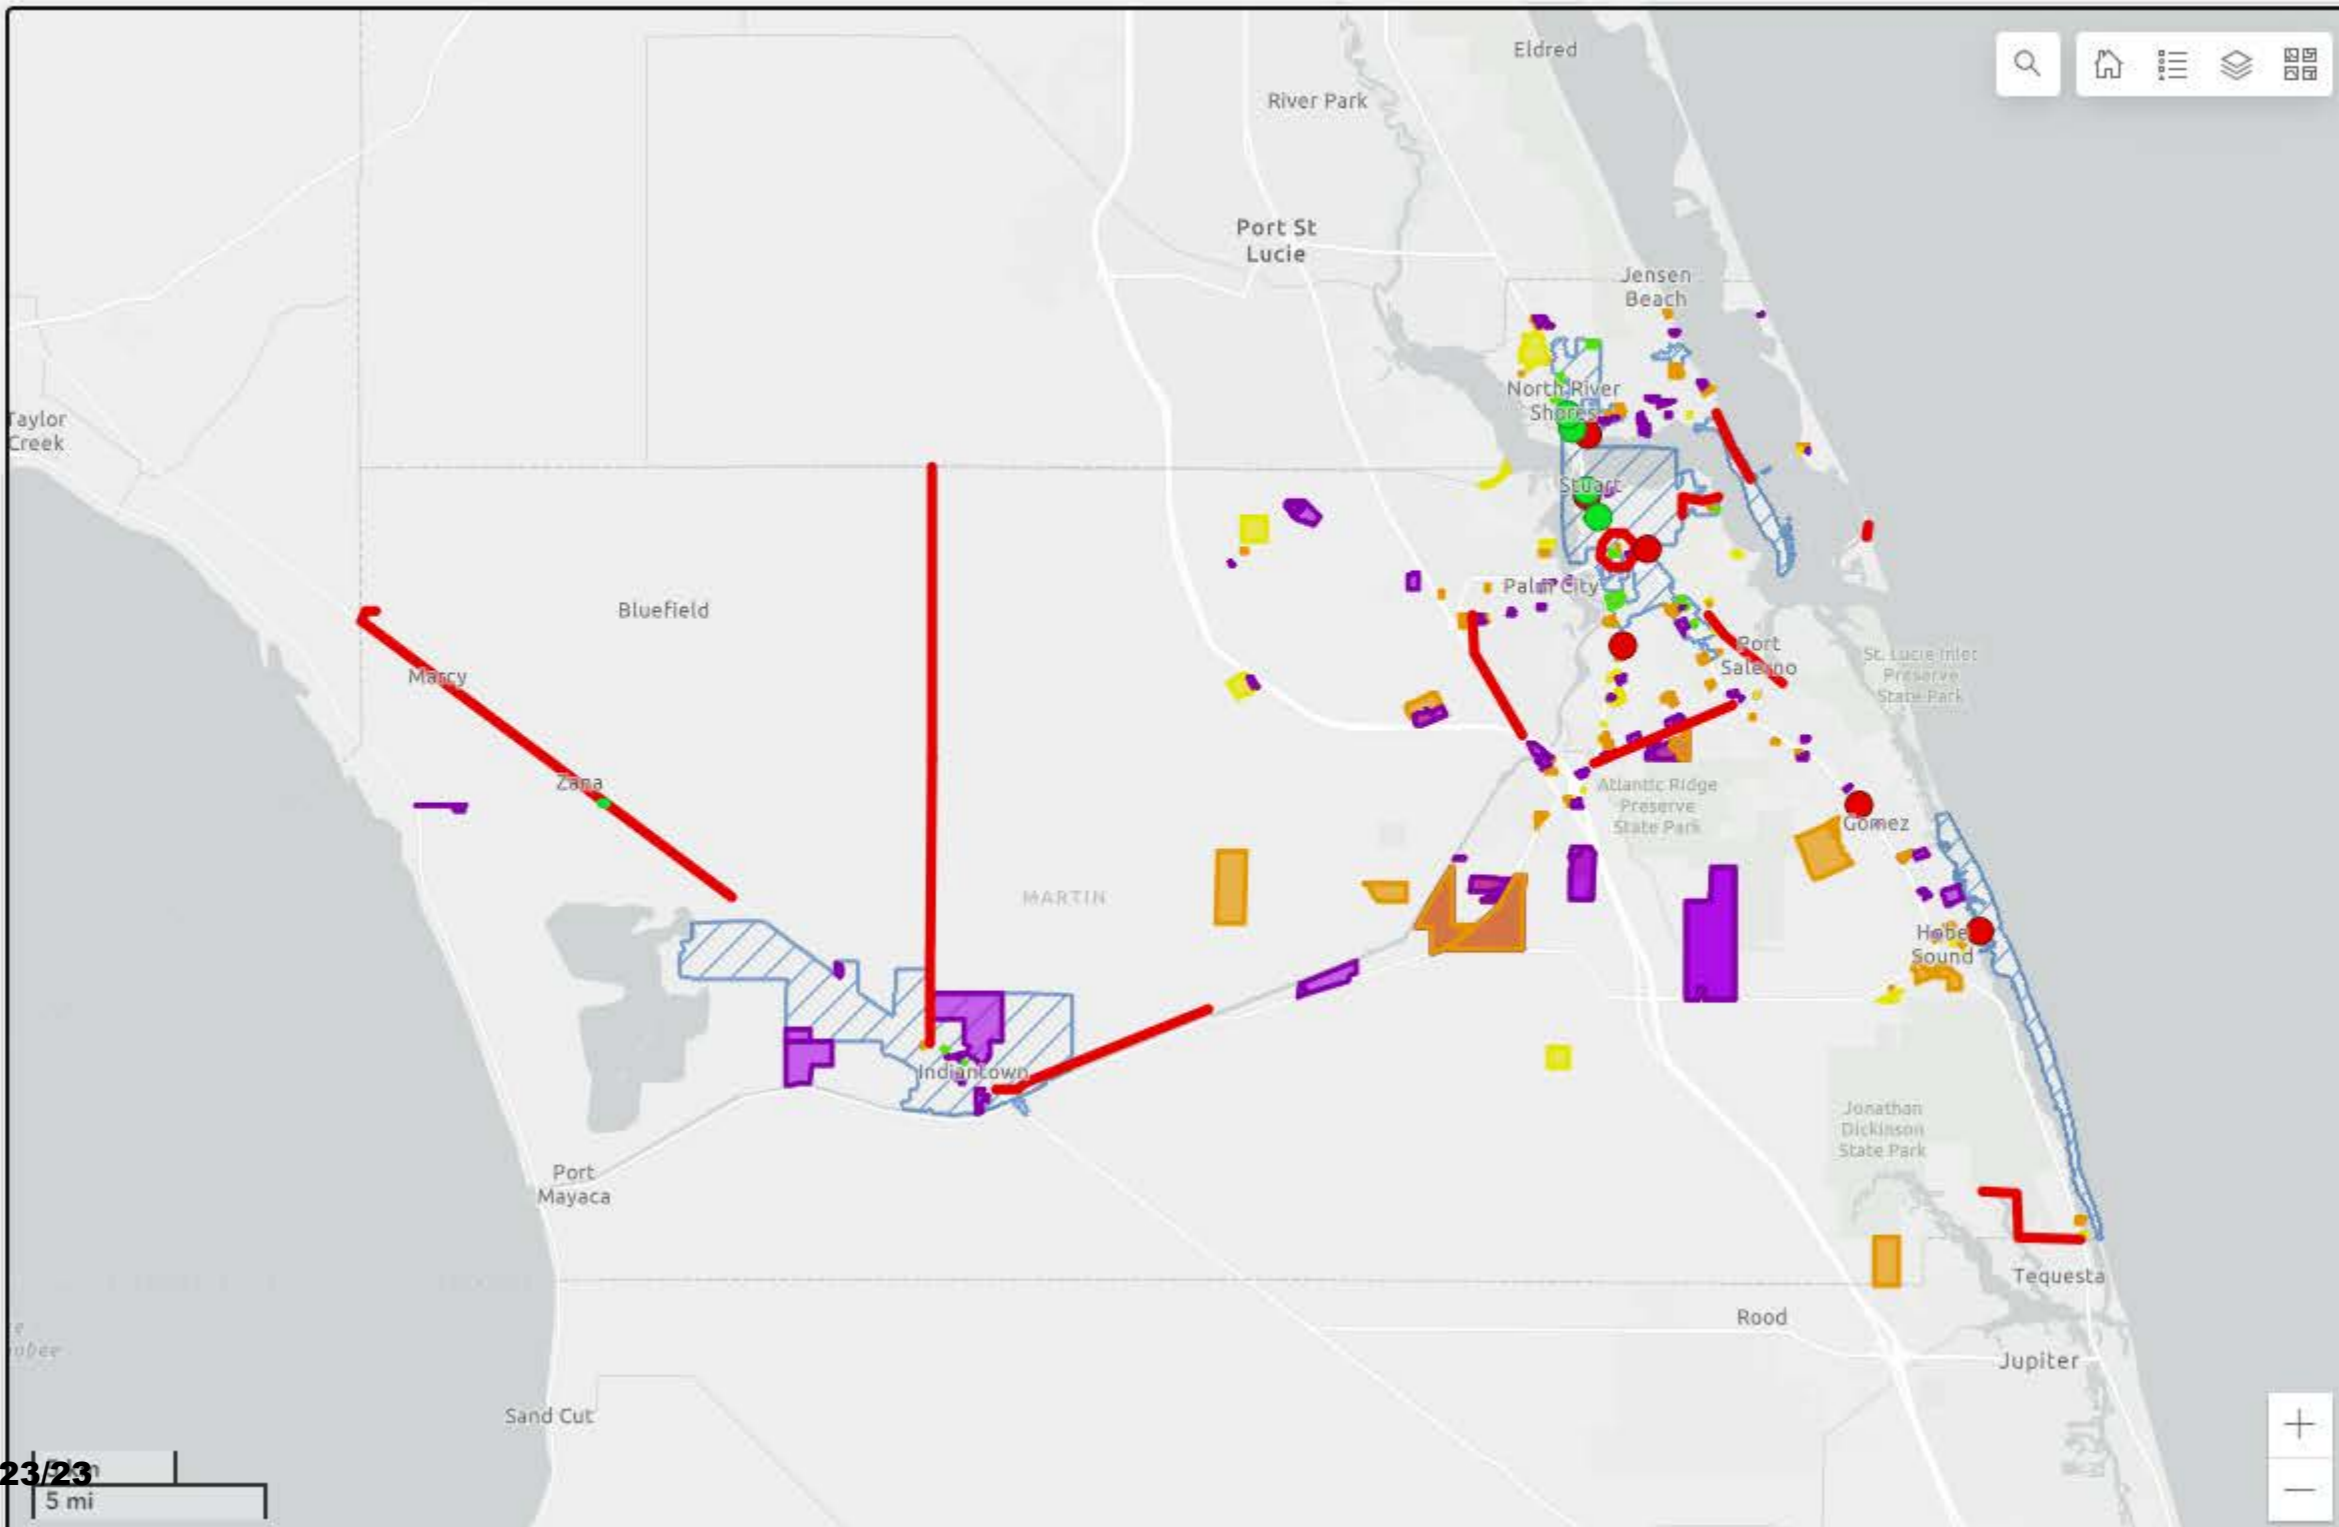 Eldred
River Park
Port St
Lucie
Jensen
Beach
North River
Shores
Taylor
Creek
Stuart
Palm City
Bluefield
Port
Salerno
St. Lucie Inlet
Preserve
State Park
Marcy
Zana
Atlantic Ridge
Preserve
State Park
Gomez
MARTIN
Hobe
Sound
Indiantown
Jonathan
Dickinson
State Park
Port
Mayaca
Tequesta
Rood
Jupiter
Sand Cut
23/23
5 mi